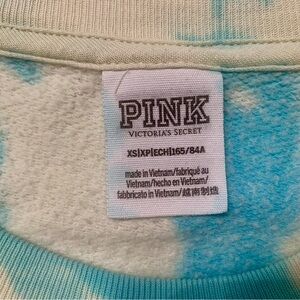 PINK
VICTORIA'S SECRET
XS|XP|ECH|165/84A
made in Vietnam/fabriqué au
Vietnam/hecho en Vietnam/
fabbricato in Vietnam/越南制造